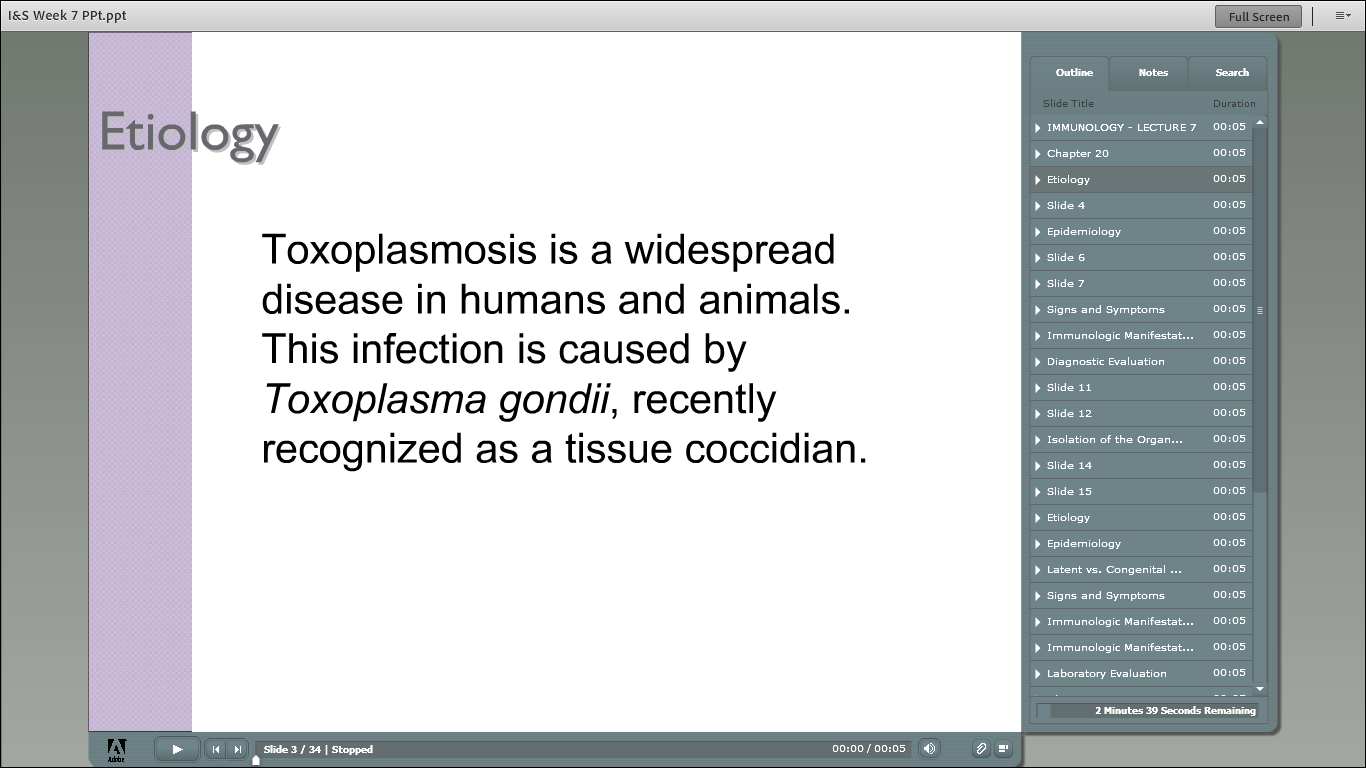 I&S Week 7 PPt.ppt
Full Screen
Etiology
Toxoplasmosis is a widespread
disease in humans and animals.
This infection is caused by
Toxoplasma gondii, recently
recognized as a tissue coccidian.
Outline Notes Search
Slide Title Duration
IMMUNOLOGY - LECTURE 7 00:05
Chapter 20 00:05
Etiology 00:05
Slide 4 00:05
Epidemiology 00:05
Slide 6 00:05
Slide 7 00:05
Signs and Symptoms 00:05
Immunologic Manifestat... 00:05
Diagnostic Evaluation 00:05
Slide 11 00:05
Slide 12 00:05
Isolation of the Organ... 00:05
Slide 14 00:05
Slide 15 00:05
Etiology 00:05
Epidemiology 00:05
Latent vs. Congenital ... 00:05
Signs and Symptoms 00:05
Immunologic Manifestat... 00:05
Immunologic Manifestat... 00:05
Laboratory Evaluation 00:05
2 Minutes 39 Seconds Remaining
Adobe
Slide 3 / 34 | Stopped 00:00 / 00:05